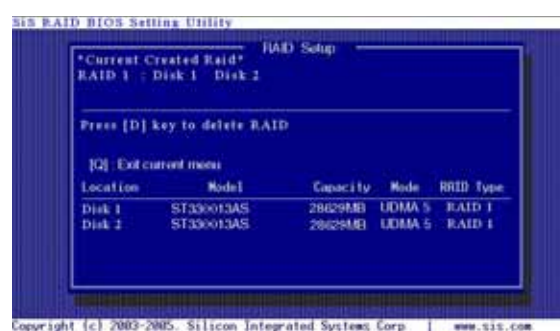 SiS RAID BIOS Setting Utility
RAID Setup
*Current Created Raid*
RAID 1 : Disk 1 Disk 2
Press [D] key to delete RAID
[Q] : Exit current menu
Location Model Capacity Mode RAID Type
Disk 1 ST330013AS 28629MB UDMA 5 RAID 1
Disk 2 ST330013AS 28629MB UDMA 5 RAID 1
Copyright (c) 2003-2005. Silicon Integrated Systems Corp | www.sis.com